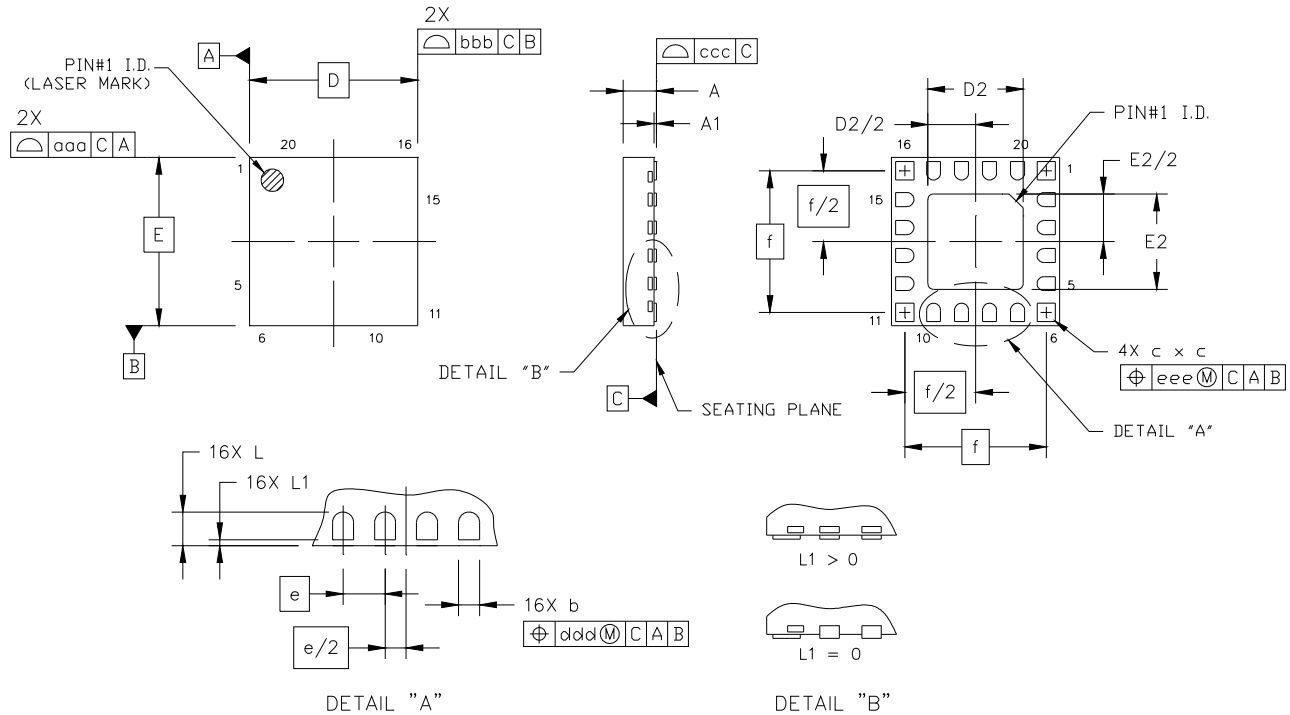 2X
bbb C B
A
PIN#1 I.D.
(LASER MARK)
D
2X
aaa C A
20
16
1
15
E
5
11
6
10
B
ccc C
A
A1
DETAIL "B"
C
SEATING PLANE
D2
D2/2
PIN#1 I.D.
16
20
1
E2/2
15
f/2
f
E2
5
11
10
6
4X c x c
eee Ⓜ C A B
f/2
f
DETAIL "A"
16X L
16X L1
e
e/2
16X b
ddd Ⓜ C A B
DETAIL "A"
L1 > 0
L1 = 0
DETAIL "B"